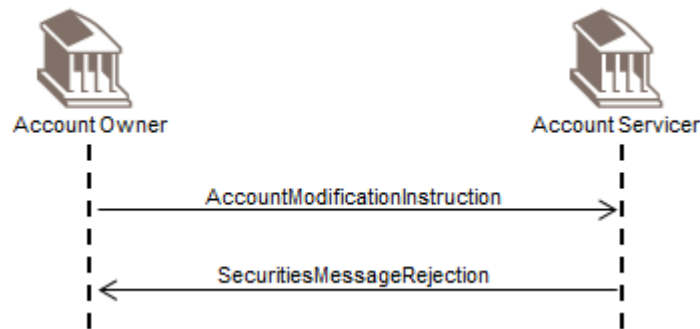 Account Owner
Account Servicer
AccountModificationInstruction
SecuritiesMessageRejection